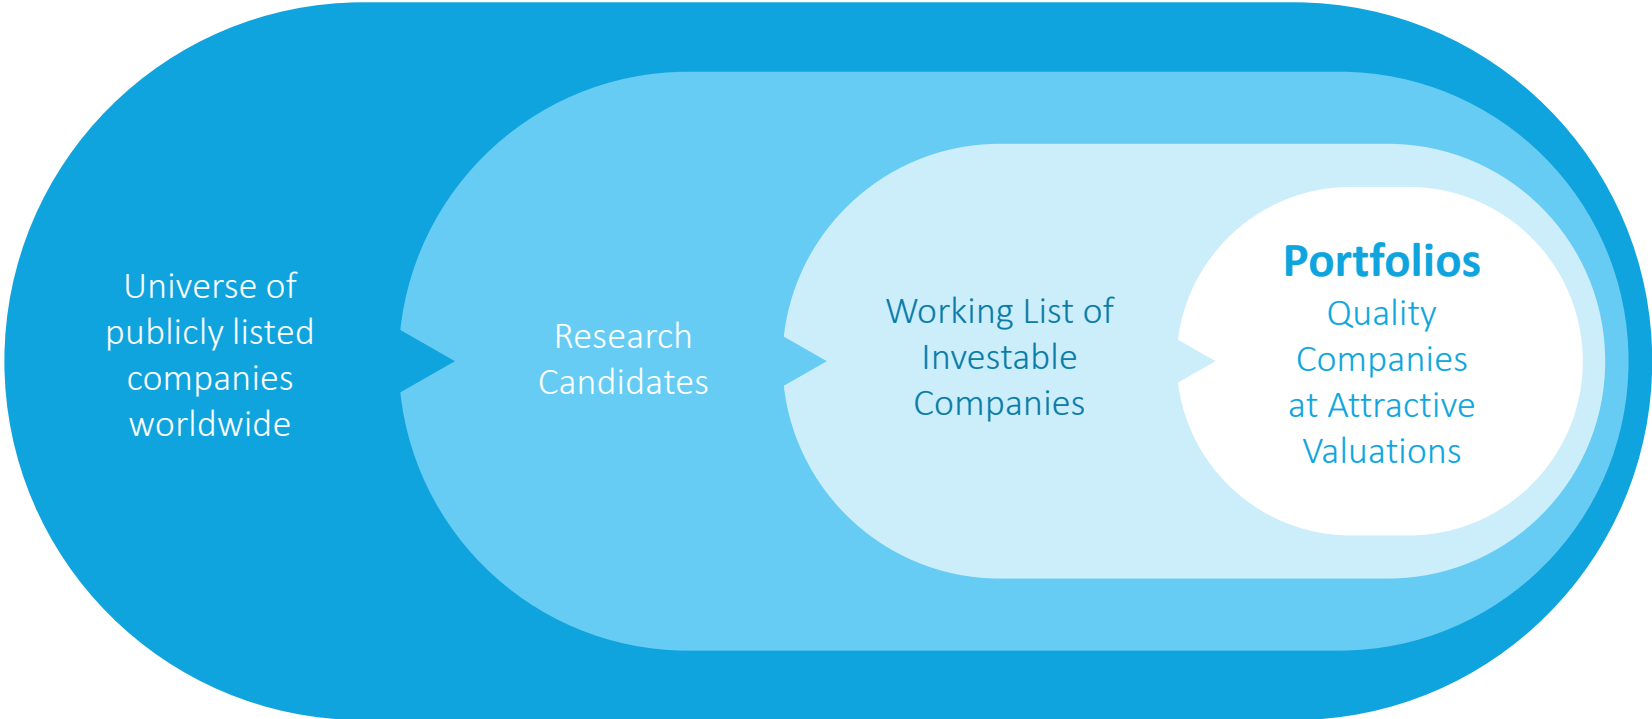 Universe of
publicly listed
companies
worldwide
Research
Candidates
Working List of
Investable
Companies
Portfolios
Quality
Companies
at Attractive
Valuations